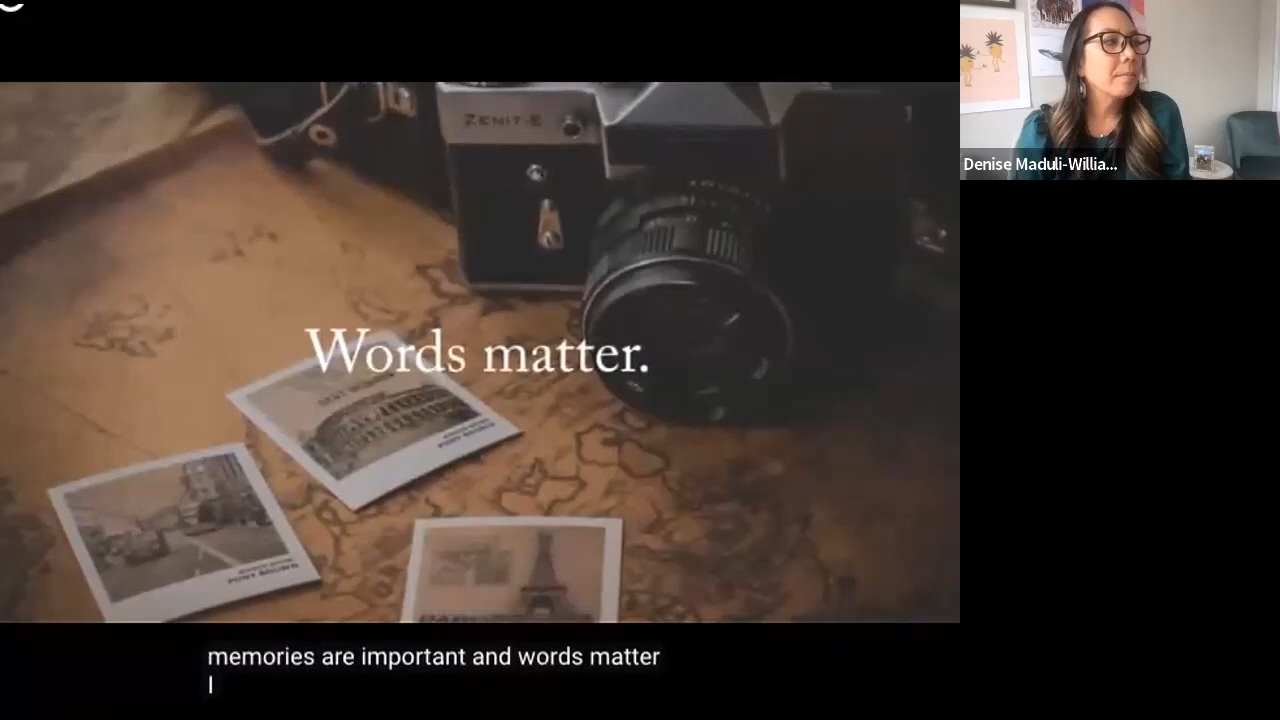 Denise Maduli-Willia...
ZENIT-E
Words matter.
memories are important and words matter
I